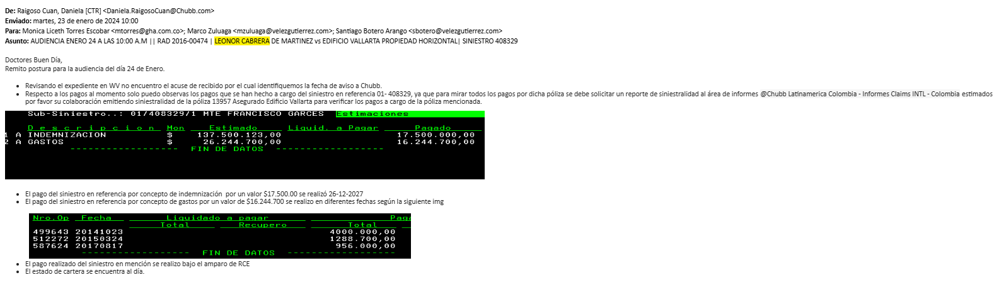 De: Raigoso Cuan, Daniela [CTR] <Daniela.RaigosoCuan@Chubb.com>
Enviado: martes, 23 de enero de 2024 10:00
Para: Monica Liceth Torres Escobar <mtorres@gha.com.co>; Marco Zuluaga <mzuluaga@velezgutierrez.com>; Santiago Botero Arango <sbotero@velezgutierrez.com>
Asunto: AUDIENCIA ENERO 24 A LAS 10:00 A.M || RAD 2016-00474 | LEONOR CABRERA DE MARTINEZ vs EDIFICIO VALLARTA PROPIEDAD HORIZONTAL| SINIESTRO 408329
Doctores Buen Día,
Remito postura para la audiencia del día 24 de Enero.
• Revisando el expediente en WV no encuentro el acuse de recibido por el cual identifiquemos la fecha de aviso a Chubb.
• Respecto a los pagos al momento solo puedo observas los pagos que se han hecho a cargo del siniestro en referencia 01- 408329, ya que para mirar todos los pagos por dicha póliza se debe solicitar un reporte de siniestralidad al área de informes @Chubb Latinamerica Colombia - Informes Claims INTL - Colombia estimados
por favor su colaboración emitiendo siniestralidad de la póliza 13957 Asegurado Edificio Vallarta para verificar los pagos a cargo de la póliza mencionada.
Sub-Siniestro..: 01/408329/1 MTE FRANCISCO GARCES Estimaciones
D e s c r i p c i o n Mon Estimado Liquid. a Pagar Pagado
1 A INDEMNIZACION $ 137.500.123,00 17.500.000,00
2 A GASTOS $ 26.244.700,00 16.244.700,00
------------------ FIN DE DATOS ------------------
• El pago del siniestro en referencia por concepto de indemnización por un valor $17.500.00 se realizó 26-12-2027
• El pago del siniestro en referencia por concepto de gastos por un valor de $16.244.700 se realizo en diferentes fechas según la siguiente img
Nro.Op Fecha Liquidado a pagar Paga
Total Recupero Total
499643 20141023 4000.000,00
512272 20150324 1288.700,00
587624 20170817 956.000,00
------------------ FIN DE DATOS ------------------
• El pago realizado del siniestro en mención se realizo bajo el amparo de RCE
• El estado de cartera se encuentra al día.